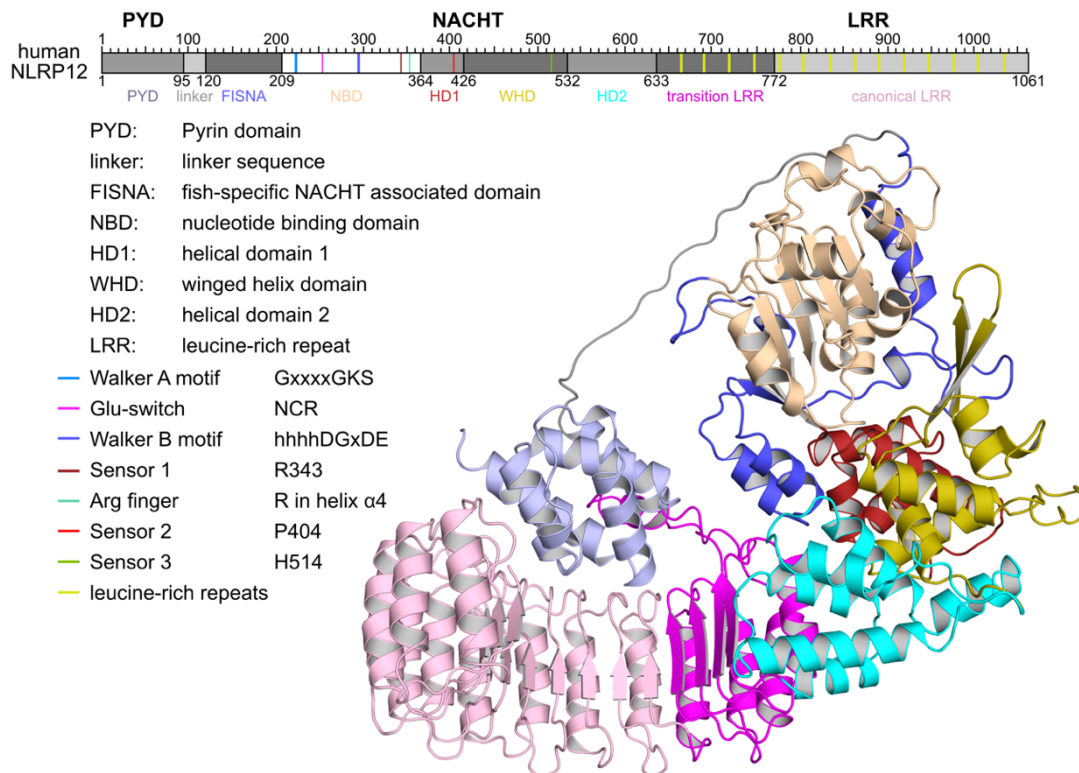 PYD NACHT LRR
human NLRP12
1 100 200 300 400 500 600 700 800 900 1000
1 95 120 209 364 426 532 633 772 1061
PYD linker FISNA NBD HD1 WHD HD2 transition LRR canonical LRR
PYD: Pyrin domain
linker: linker sequence
FISNA: fish-specific NACHT associated domain
NBD: nucleotide binding domain
HD1: helical domain 1
WHD: winged helix domain
HD2: helical domain 2
LRR: leucine-rich repeat
Walker A motif GxxxxGKS
Glu-switch NCR
Walker B motif hhhhDGxDE
Sensor 1 R343
Arg finger R in helix α4
Sensor 2 P404
Sensor 3 H514
leucine-rich repeats